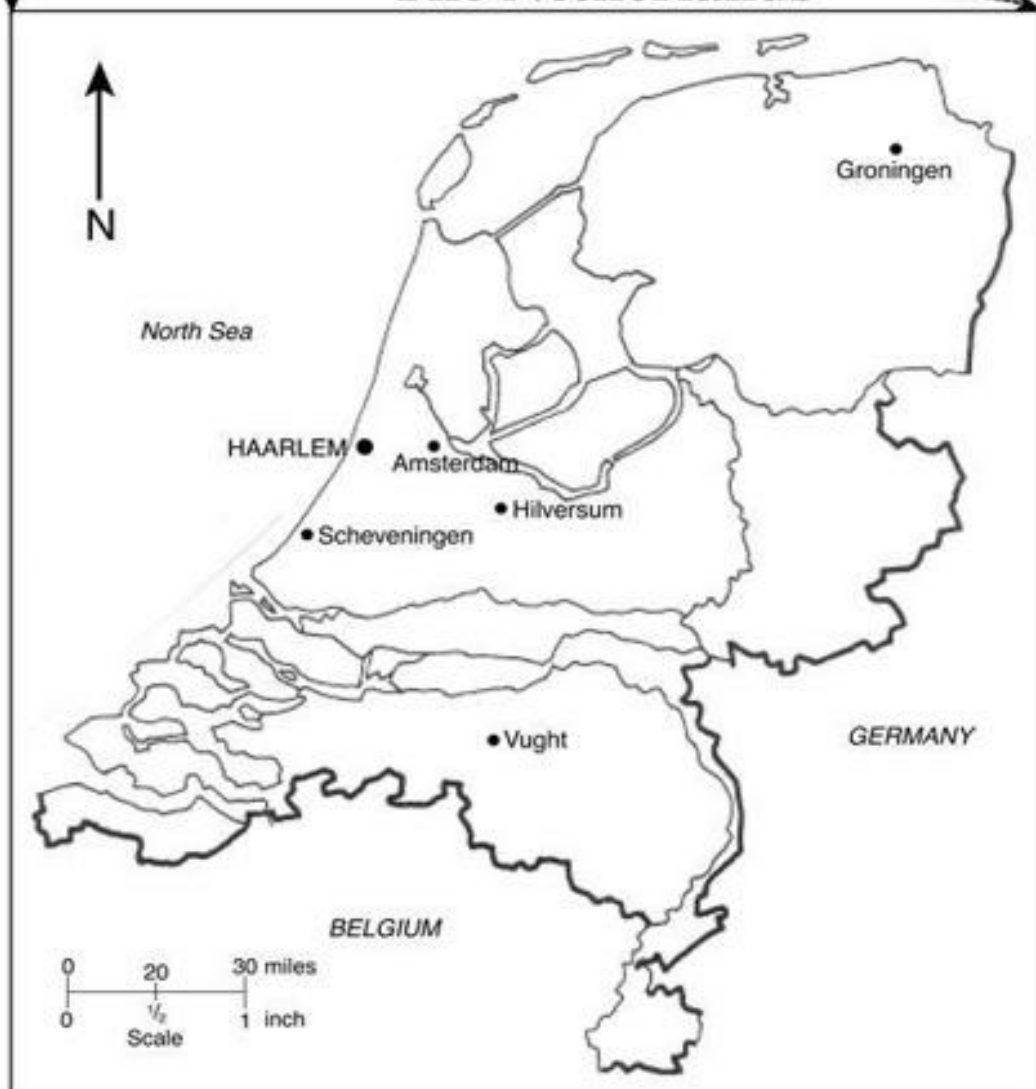 N
Groningen
North Sea
HAARLEM
Amsterdam
Hilversum
Scheveningen
Vught
GERMANY
BELGIUM
0 20 30 miles
0 1/2 1 inch
Scale